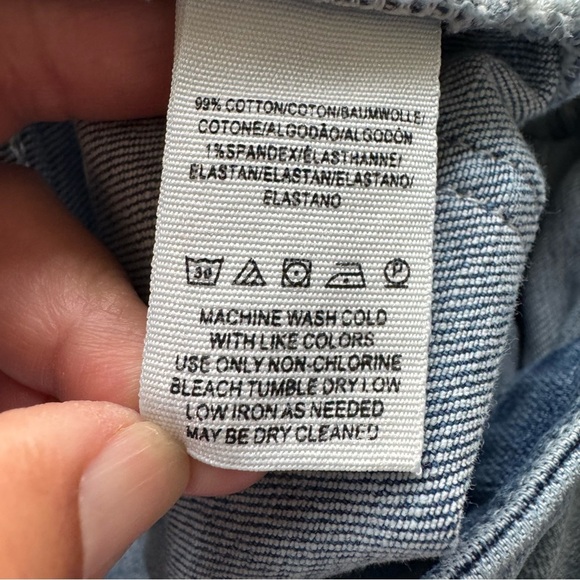 99% COTTON/COTON/BAUMWOLLE/
COTONE/ALGODÃO/ALGODÓN
1%SPANDEX/ÉLASTHANNE/
ELASTAN/ELASTAN/ELASTANO/
ELASTANO
30 P
MACHINE WASH COLD
WITH LIKE COLORS
USE ONLY NON-CHLORINE
BLEACH TUMBLE DRY LOW
LOW IRON AS NEEDED
MAY BE DRY CLEANED